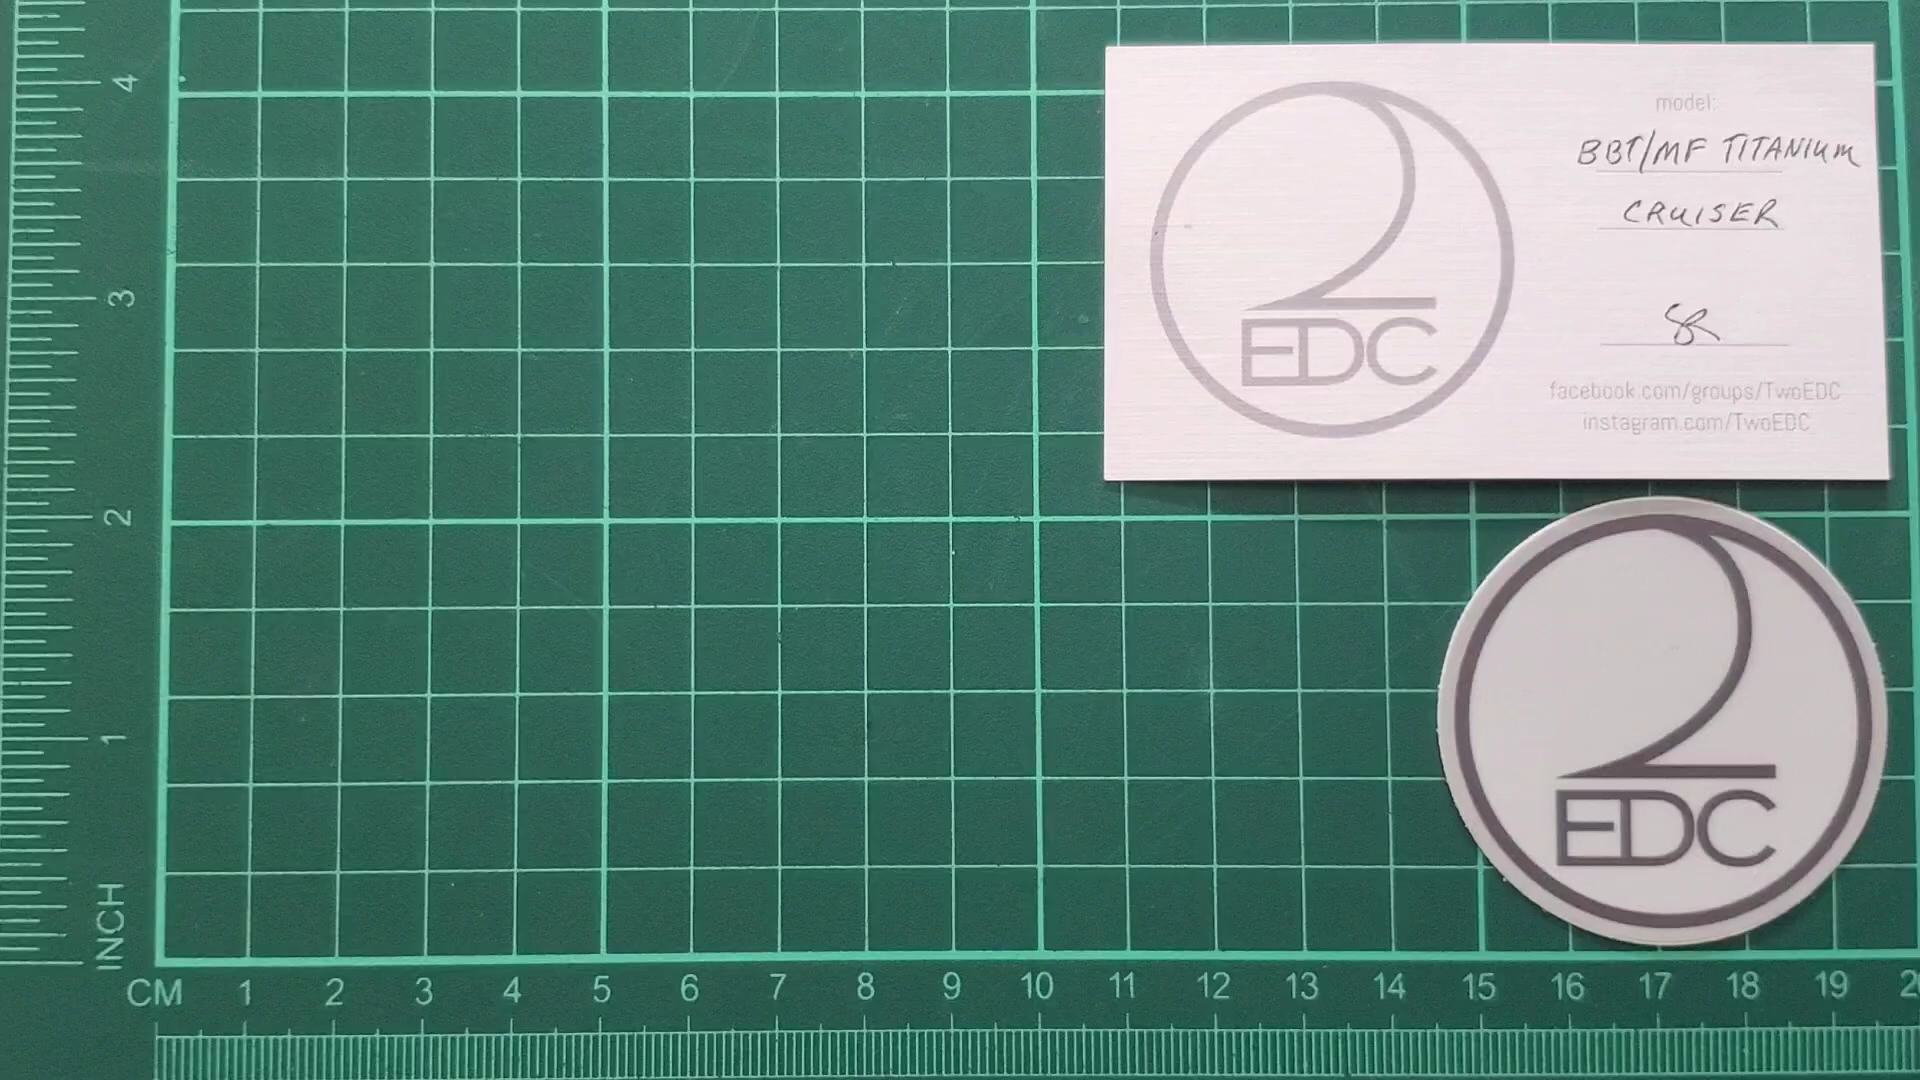 4
3
2
1
INCH
CM 1 2 3 4 5 6 7 8 9 10 11 12 13 14 15 16 17 18 19
2
EDC
model:
BBT/MF TITANIUM
CRUISER
facebook.com/groups/TwoEDC
instagram.com/TwoEDC
2
EDC